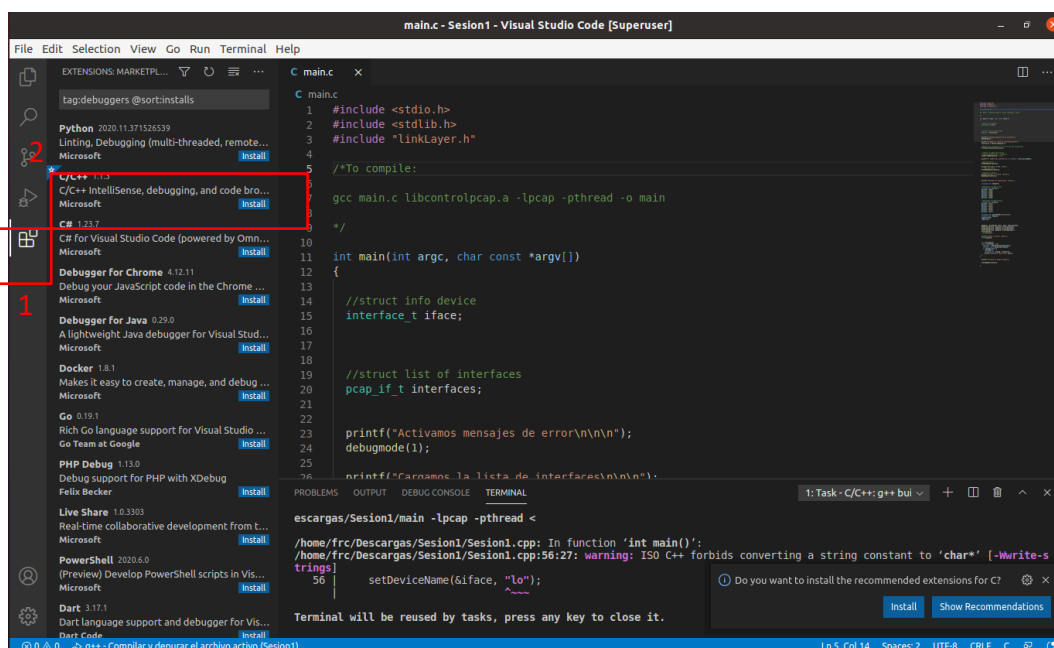 main.c - Sesion1 - Visual Studio Code [Superuser]
File Edit Selection View Go Run Terminal Help
EXTENSIONS: MARKETPL...
tag:debuggers @sort:installs
Python 2020.11.371526539
Linting, Debugging (multi-threaded, remote...
Microsoft Install
2
C/C++ 1.1.3
C/C++ IntelliSense, debugging, and code bro...
Microsoft Install
C# 1.23.7
C# for Visual Studio Code (powered by Omn...
Microsoft Install
Debugger for Chrome 4.12.11
Debug your JavaScript code in the Chrome ...
Microsoft Install
1
Debugger for Java 0.29.0
A lightweight Java debugger for Visual Stud...
Microsoft Install
Docker 1.8.1
Makes it easy to create, manage, and debug ...
Microsoft Install
Go 0.19.1
Rich Go language support for Visual Studio ...
Go Team at Google Install
PHP Debug 1.13.0
Debug support for PHP with XDebug
Felix Becker Install
Live Share 1.0.3303
Real-time collaborative development from t...
Microsoft Install
PowerShell 2020.6.0
(Preview) Develop PowerShell scripts in Vis...
Microsoft Install
Dart 3.17.1
Dart language support and debugger for Vis...
Dart Code Install
C main.c ×
C main.c
1 #include <stdio.h>
2 #include <stdlib.h>
3 #include "linkLayer.h"
4
5 /*To compile:
6
7 gcc main.c libcontrolpcap.a -lpcap -pthread -o main
8
9 */
10
11 int main(int argc, char const *argv[])
12 {
13
14 //struct info device
15 interface_t iface;
16
17
18
19 //struct list of interfaces
20 pcap_if_t interfaces;
21
22
23 printf("Activamos mensajes de error\n\n\n");
24 debugmode(1);
25
26 printf("Cargamos la lista de interfaces\n\n\n");
PROBLEMS OUTPUT DEBUG CONSOLE TERMINAL 1: Task - C/C++: g++ bui
escargas/Sesion1/main -lpcap -pthread <
/home/frc/Descargas/Sesion1/Sesion1.cpp: In function ‘int main()’:
/home/frc/Descargas/Sesion1/Sesion1.cpp:56:27: warning: ISO C++ forbids converting a string constant to ‘char*’ [-Wwrite-s
trings]
56 | setDeviceName(&iface, "lo");
| ^~~~
Terminal will be reused by tasks, press any key to close it.
Do you want to install the recommended extensions for C?
Install Show Recommendations
0 0 g++ - Compilar y depurar el archivo activo (Sesion1) Ln 5, Col 14 Spaces: 2 UTF-8 CRLF C